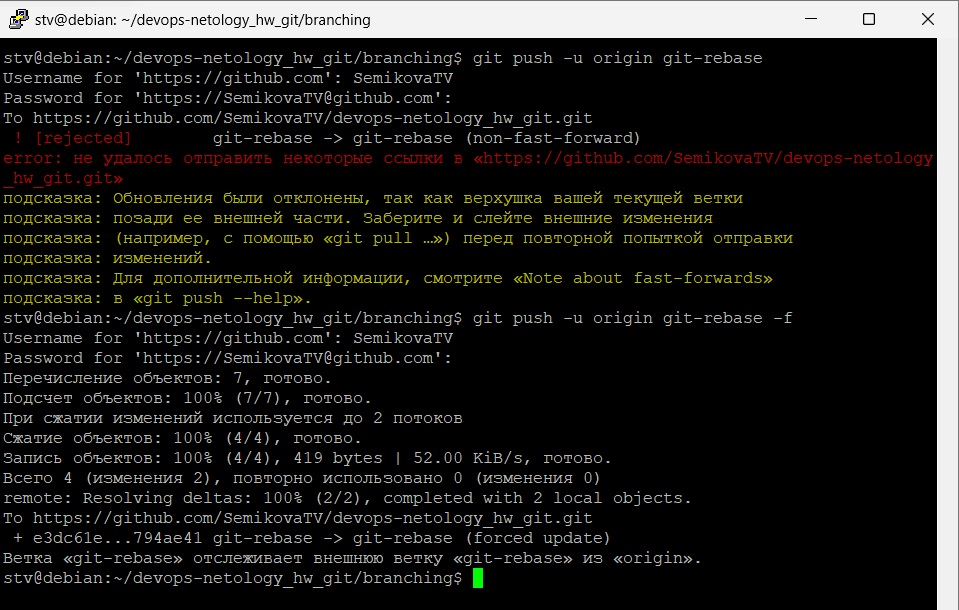 stv@debian: ~/devops-netology_hw_git/branching
stv@debian:~/devops-netology_hw_git/branching$ git push -u origin git-rebase
Username for 'https://github.com': SemikovaTV
Password for 'https://SemikovaTV@github.com':
To https://github.com/SemikovaTV/devops-netology_hw_git.git
 ! [rejected]        git-rebase -> git-rebase (non-fast-forward)
error: не удалось отправить некоторые ссылки в «https://github.com/SemikovaTV/devops-netology
_hw_git.git»
подсказка: Обновления были отклонены, так как верхушка вашей текущей ветки
подсказка: позади ее внешней части. Заберите и слейте внешние изменения
подсказка: (например, с помощью «git pull …») перед повторной попыткой отправки
подсказка: изменений.
подсказка: Для дополнительной информации, смотрите «Note about fast-forwards»
подсказка: в «git push --help».
stv@debian:~/devops-netology_hw_git/branching$ git push -u origin git-rebase -f
Username for 'https://github.com': SemikovaTV
Password for 'https://SemikovaTV@github.com':
Перечисление объектов: 7, готово.
Подсчет объектов: 100% (7/7), готово.
При сжатии изменений используется до 2 потоков
Сжатие объектов: 100% (4/4), готово.
Запись объектов: 100% (4/4), 419 bytes | 52.00 KiB/s, готово.
Всего 4 (изменения 2), повторно использовано 0 (изменения 0)
remote: Resolving deltas: 100% (2/2), completed with 2 local objects.
To https://github.com/SemikovaTV/devops-netology_hw_git.git
 + e3dc61e...794ae41 git-rebase -> git-rebase (forced update)
Ветка «git-rebase» отслеживает внешнюю ветку «git-rebase» из «origin».
stv@debian:~/devops-netology_hw_git/branching$